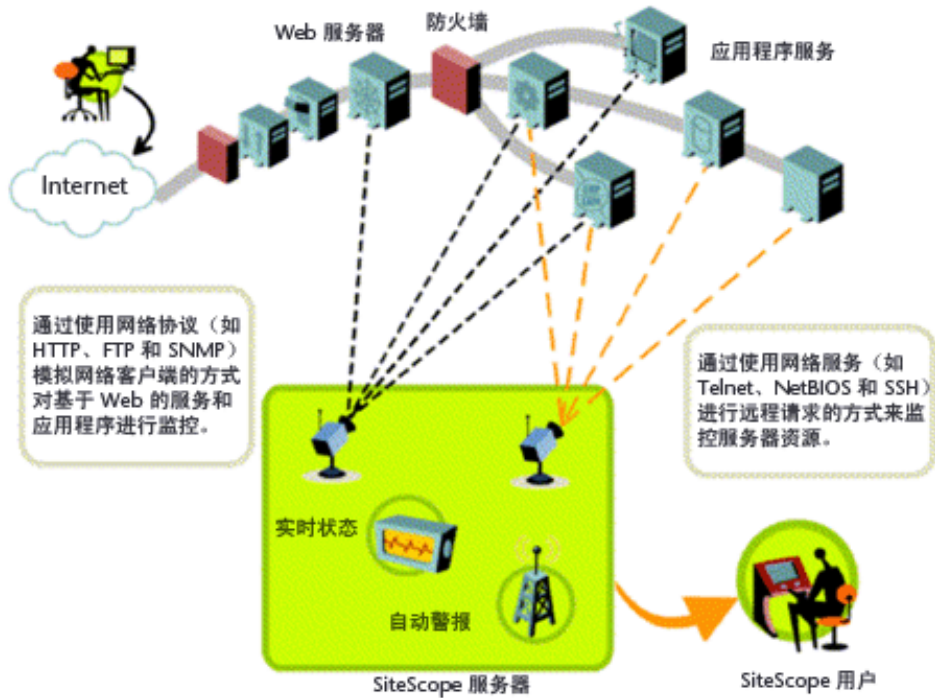 防火墙
Web 服务器
应用程序服务
Internet
通过使用网络协议（如
HTTP、FTP 和 SNMP）
模拟网络客户端的方式
对基于 Web 的服务和
应用程序进行监控。
通过使用网络服务（如
Telnet、NetBIOS 和 SSH）
进行远程请求的方式来监
控服务器资源。
实时状态
自动警报
SiteScope 服务器
SiteScope 用户